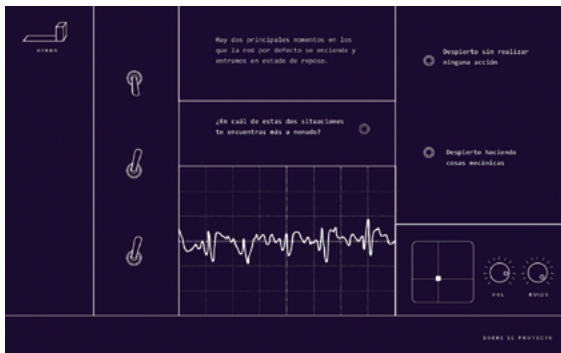 Hay dos principales momentos en los
que la red por defecto se enciende y
entramos en estado de reposo.
¿En cuál de estas dos situaciones
te encuentras más a menudo?
Despierto sin realizar
ninguna acción
Despierto haciendo
cosas mecánicas
VOL
RUIDO
SOBRE EL PROYECTO